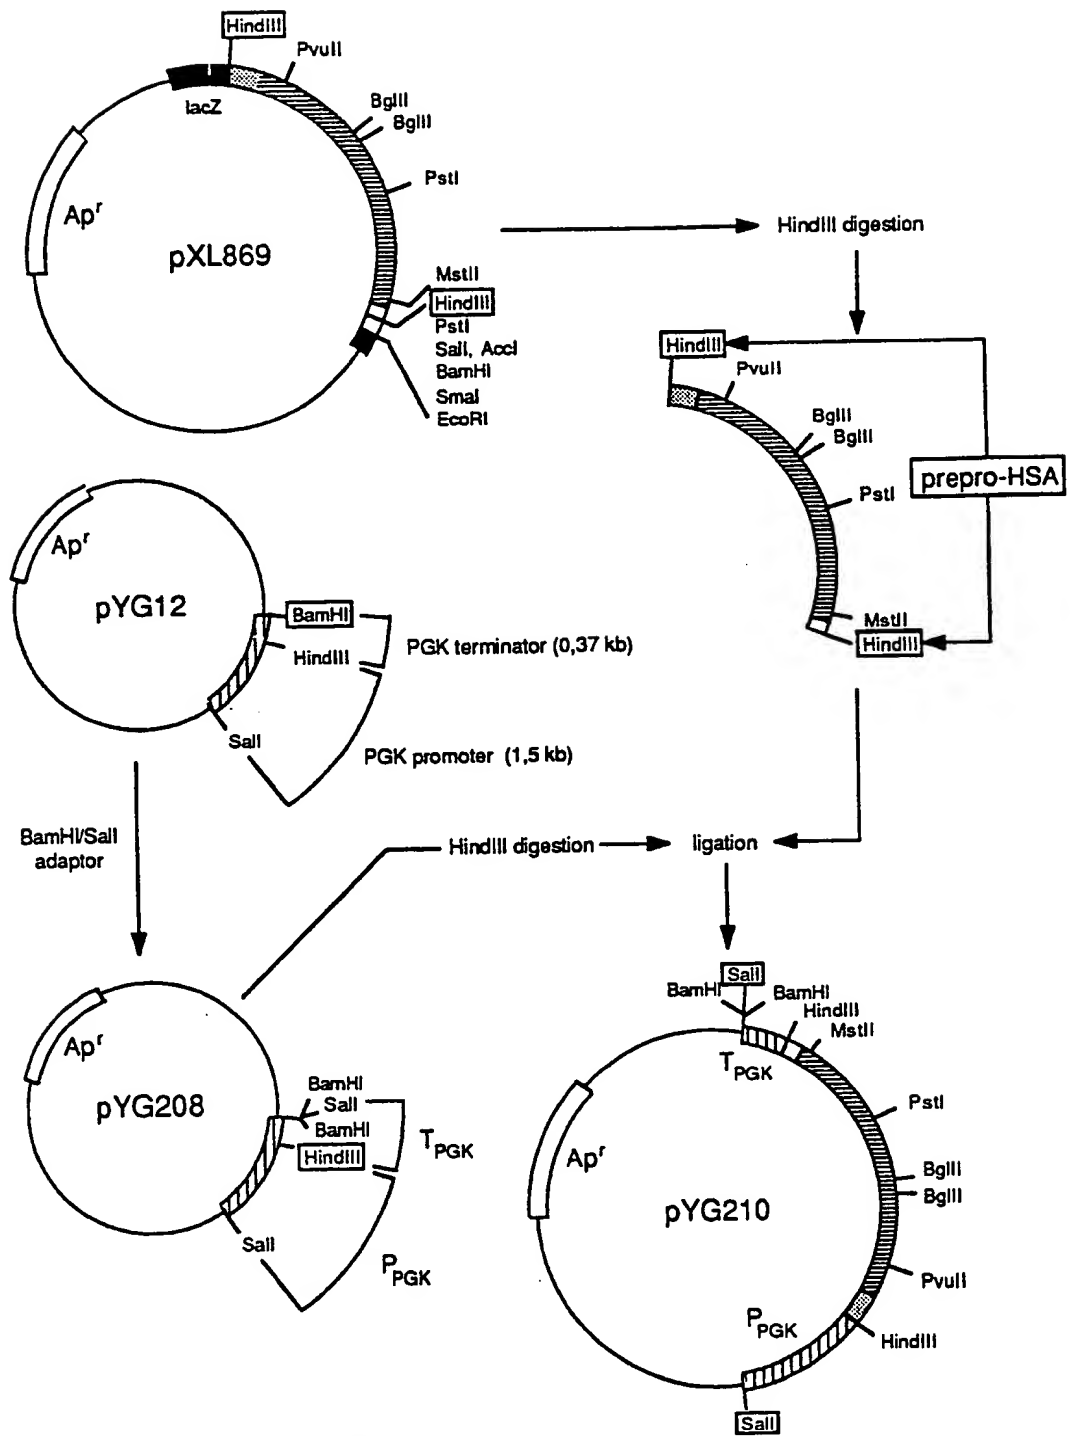 HindIII
PvuII
lacZ
BglII
BglII
PstI
Apr
pXL869
HindIII digestion
MstII
HindIII
PstI
SalI, AccI
BamHI
SmaI
EcoRI
HindIII
PvuII
BglII
BglII
PstI
prepro-HSA
MstII
HindIII
Apr
pYG12
BamHI
HindIII
PGK terminator (0,37 kb)
SalI
PGK promoter (1,5 kb)
BamHI/SalI
adaptor
HindIII digestion
ligation
Apr
pYG208
BamHI
SalI
BamHI
HindIII
TPGK
SalI
PPGK
SalI
BamHI
BamHI
HindIII
MstII
TPGK
PstI
Apr
BglII
BglII
pYG210
PvuII
PPGK
HindIII
SalI